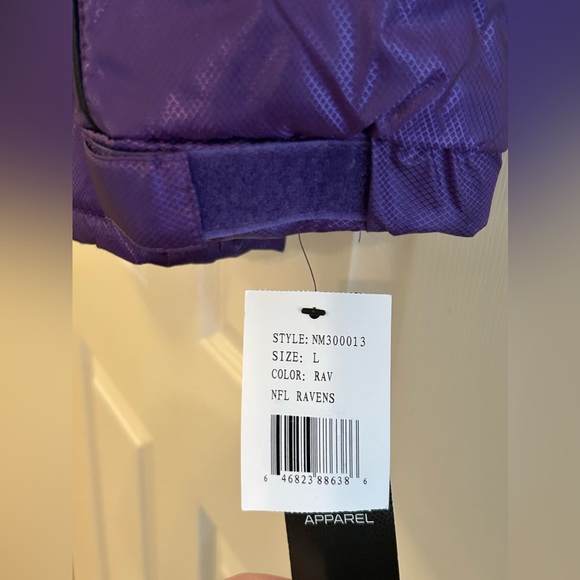 STYLE: NM300013
SIZE: L
COLOR: RAV
NFL RAVENS
6 46823 88638 6
APPAREL